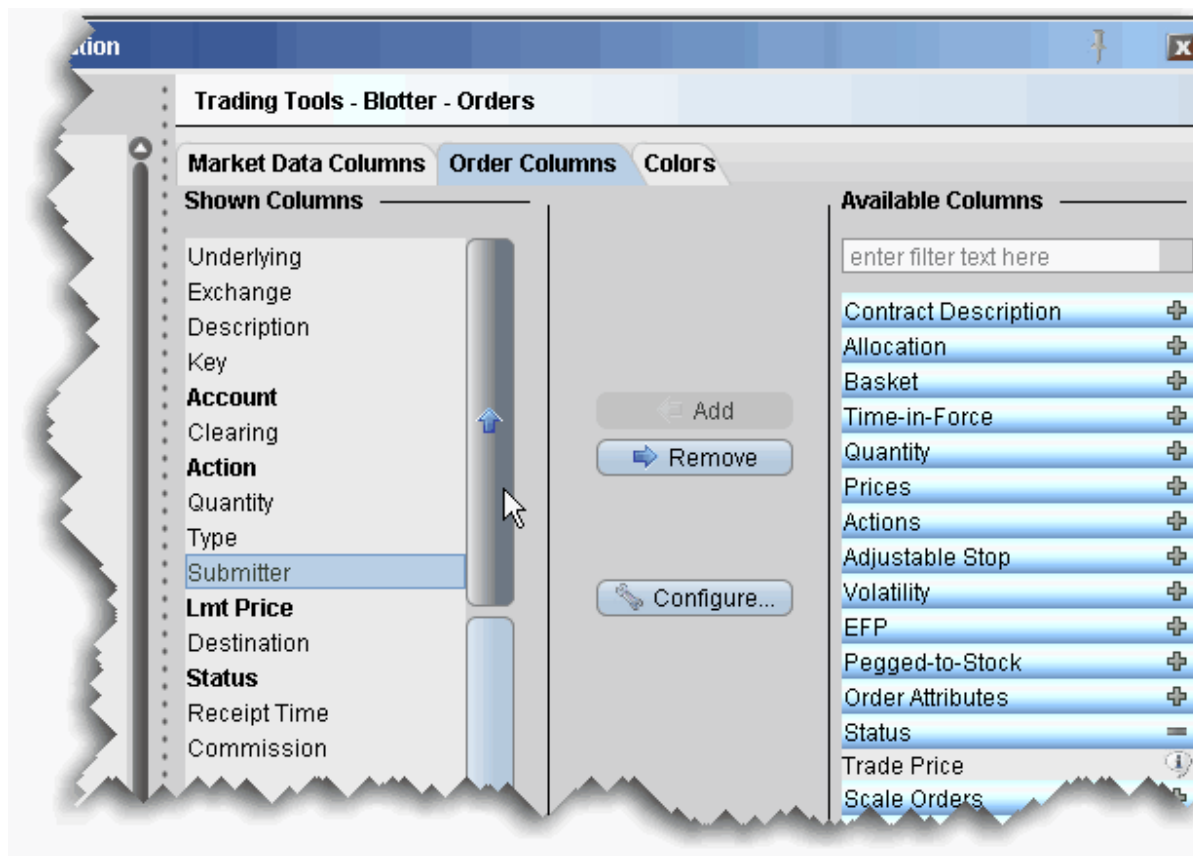 tion
Trading Tools - Blotter - Orders
Market Data Columns Order Columns Colors
Shown Columns
Underlying
Exchange
Description
Key
Account
Clearing
Action
Quantity
Type
Submitter
Lmt Price
Destination
Status
Receipt Time
Commission
Add
Remove
Configure...
Available Columns
enter filter text here
Contract Description
Allocation
Basket
Time-in-Force
Quantity
Prices
Actions
Adjustable Stop
Volatility
EFP
Pegged-to-Stock
Order Attributes
Status
Trade Price
Scale Orders